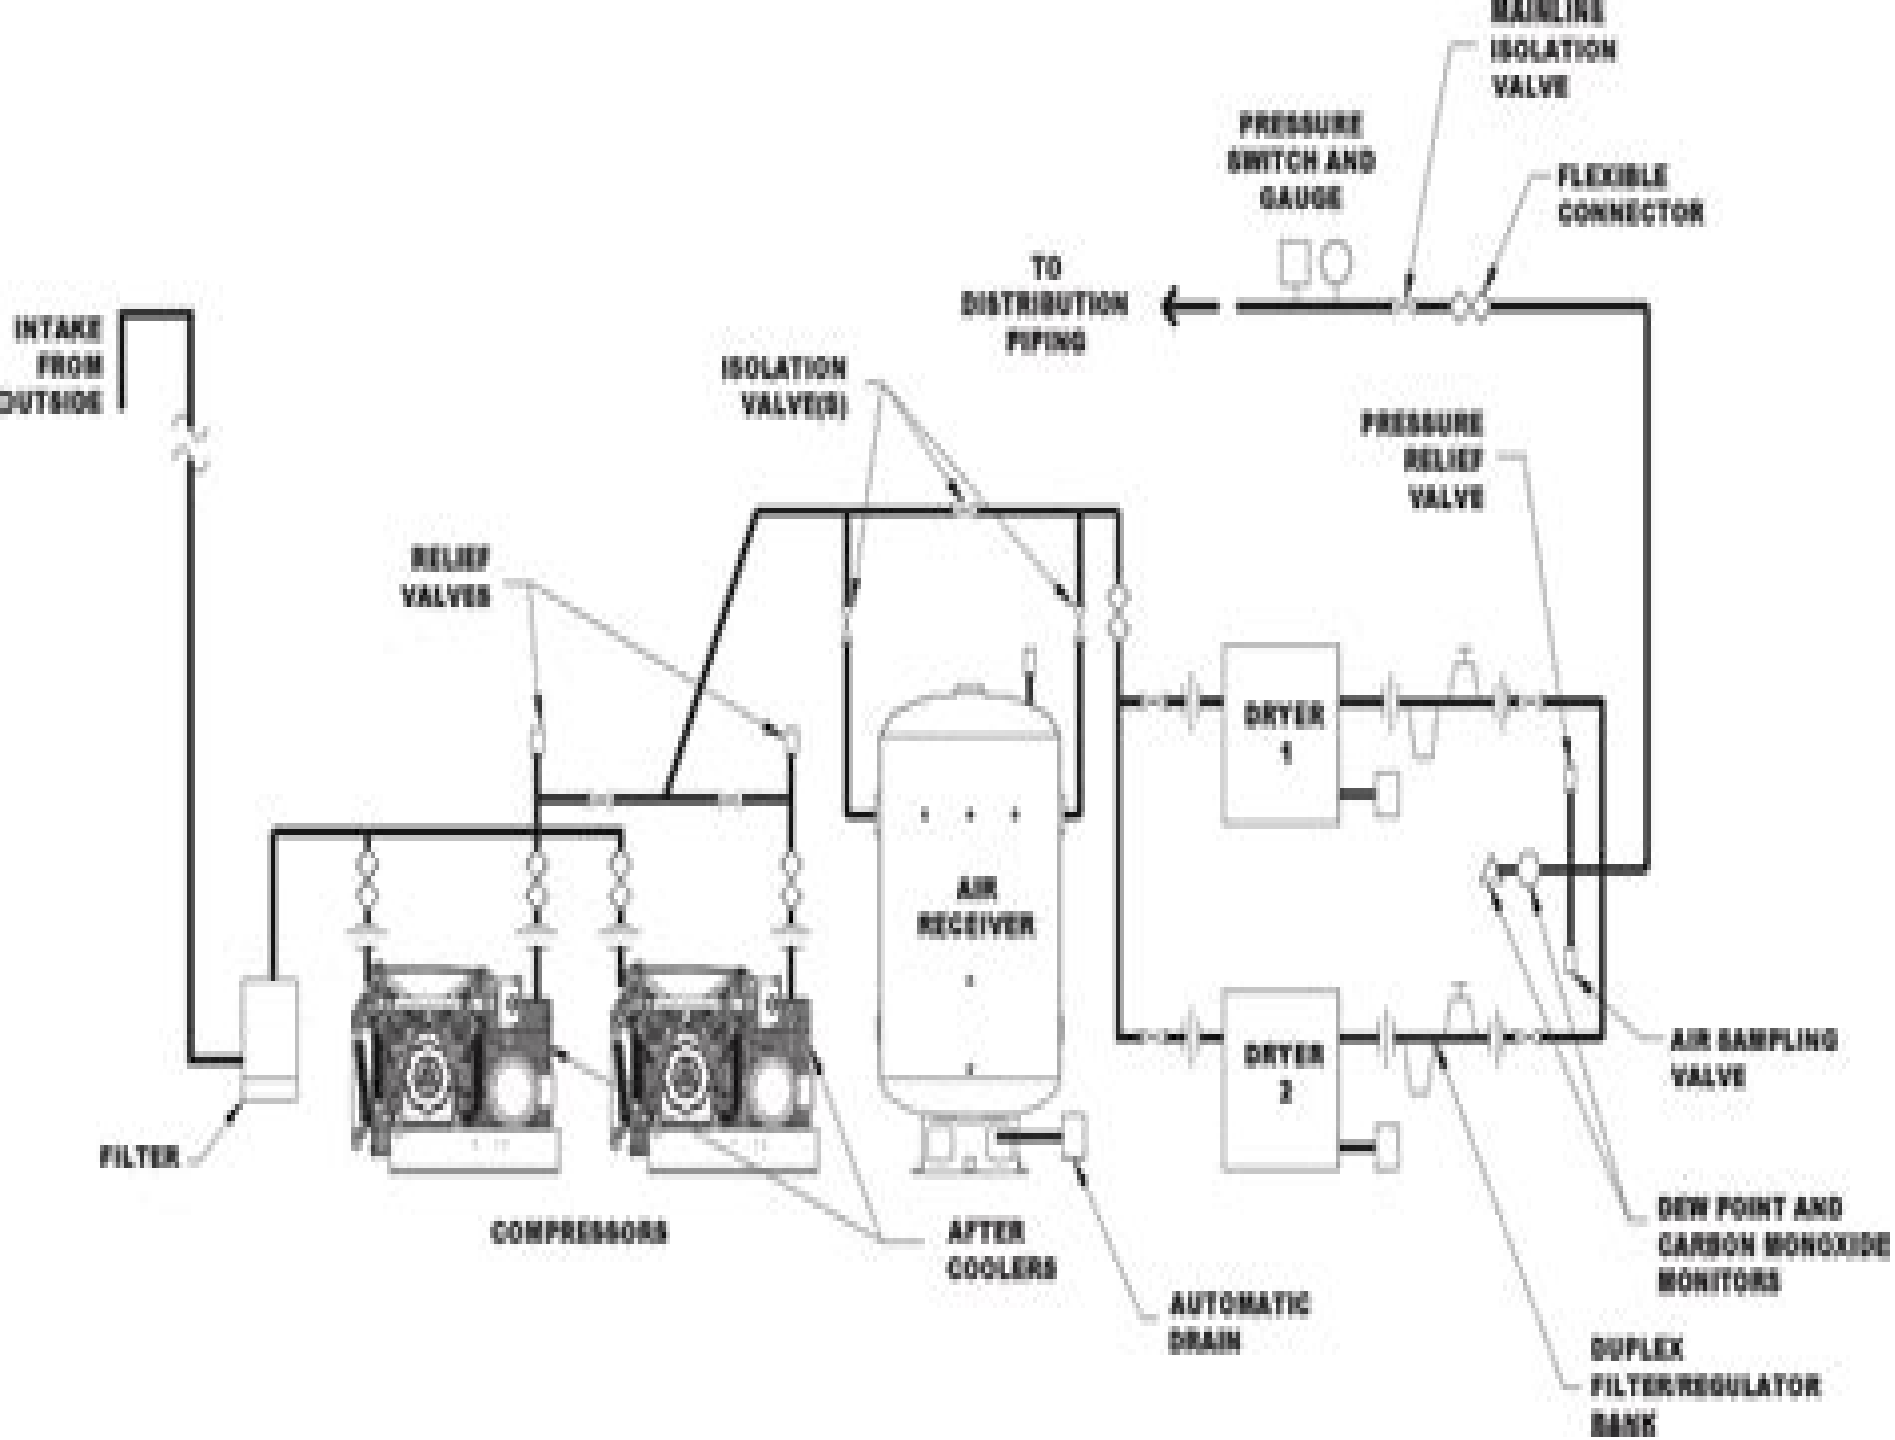 MAINLINE
ISOLATION
VALVE
PRESSURE
SWITCH AND
GAUGE
FLEXIBLE
CONNECTOR
TO
DISTRIBUTION
PIPING
INTAKE
FROM
OUTSIDE
ISOLATION
VALVE(S)
PRESSURE
RELIEF
VALVE
RELIEF
VALVES
DRYER
1
AIR
RECEIVER
DRYER
2
AIR SAMPLING
VALVE
FILTER
COMPRESSORS
AFTER
COOLERS
DEW POINT AND
CARBON MONOXIDE
MONITORS
AUTOMATIC
DRAIN
DUPLEX
FILTER/REGULATOR
BANK